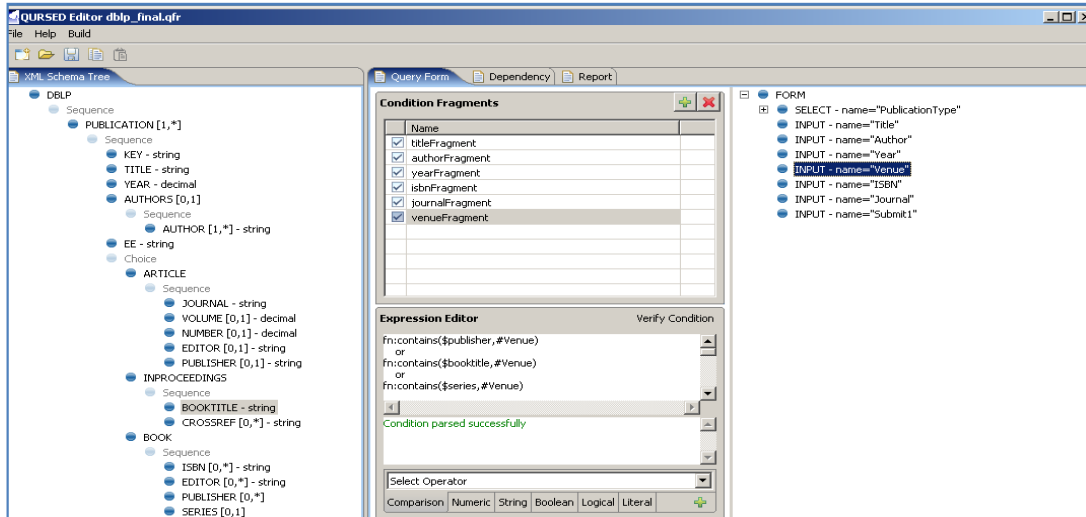 QURSED Editor dblp_final.qfr
File Help Build
XML Schema Tree
DBLP
Sequence
PUBLICATION [1,*]
Sequence
KEY - string
TITLE - string
YEAR - decimal
AUTHORS [0,1]
Sequence
AUTHOR [1,*] - string
EE - string
Choice
ARTICLE
Sequence
JOURNAL - string
VOLUME [0,1] - decimal
NUMBER [0,1] - decimal
EDITOR [0,1] - string
PUBLISHER [0,1] - string
INPROCEEDINGS
Sequence
BOOKTITLE - string
CROSSREF [0,*] - string
BOOK
Sequence
ISBN [0,*] - string
EDITOR [0,*] - string
PUBLISHER [0,*]
SERIES [0,1]
Query Form Dependency Report
Condition Fragments
Name
titleFragment
authorFragment
yearFragment
isbnFragment
journalFragment
venueFragment
Expression Editor Verify Condition
fn:contains($publisher,#Venue)
or
fn:contains($booktitle,#Venue)
or
fn:contains($series,#Venue)
Condition parsed successfully
Select Operator
Comparison Numeric String Boolean Logical Literal
FORM
SELECT - name="PublicationType"
INPUT - name="Title"
INPUT - name="Author"
INPUT - name="Year"
INPUT - name="Venue"
INPUT - name="ISBN"
INPUT - name="Journal"
INPUT - name="Submit1"